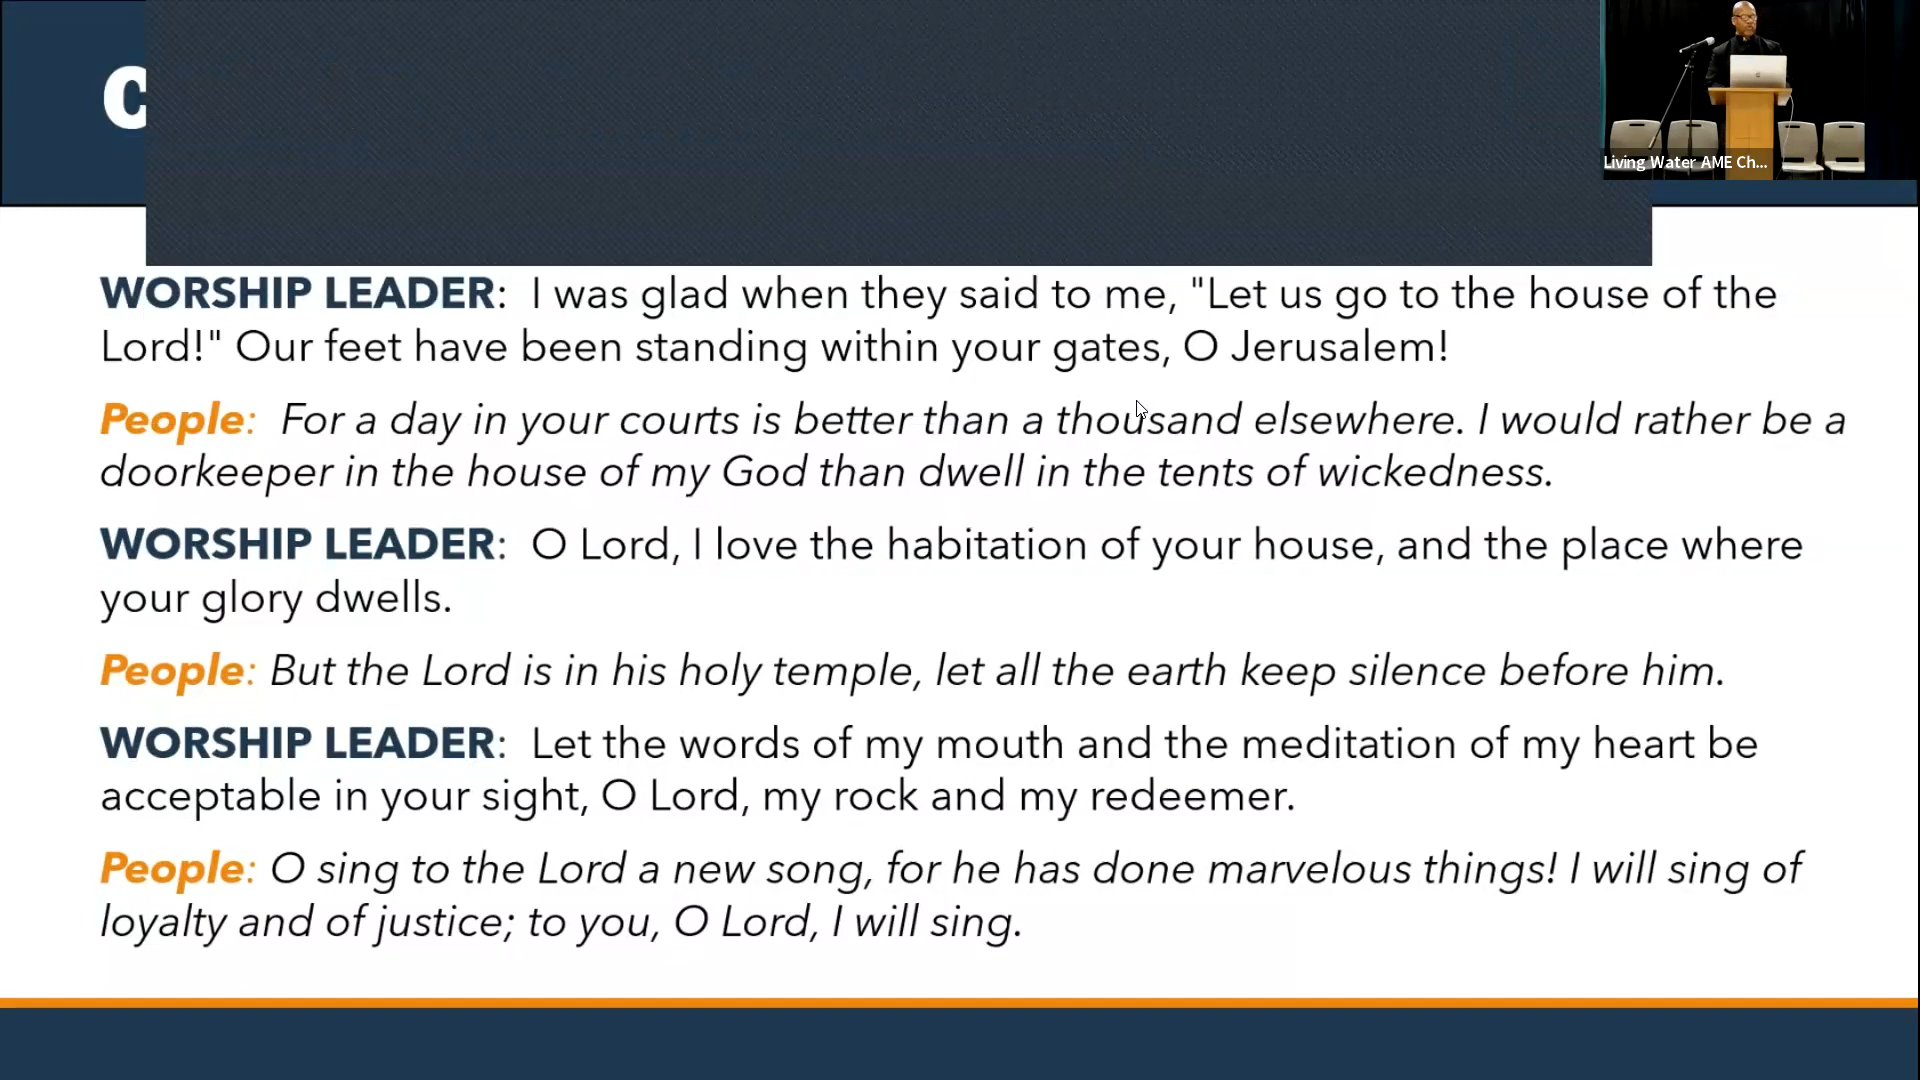 C
Living Water AME Ch...
WORSHIP LEADER: I was glad when they said to me, "Let us go to the house of the
Lord!" Our feet have been standing within your gates, O Jerusalem!
People: For a day in your courts is better than a thousand elsewhere. I would rather be a
doorkeeper in the house of my God than dwell in the tents of wickedness.
WORSHIP LEADER: O Lord, I love the habitation of your house, and the place where
your glory dwells.
People: But the Lord is in his holy temple, let all the earth keep silence before him.
WORSHIP LEADER: Let the words of my mouth and the meditation of my heart be
acceptable in your sight, O Lord, my rock and my redeemer.
People: O sing to the Lord a new song, for he has done marvelous things! I will sing of
loyalty and of justice; to you, O Lord, I will sing.